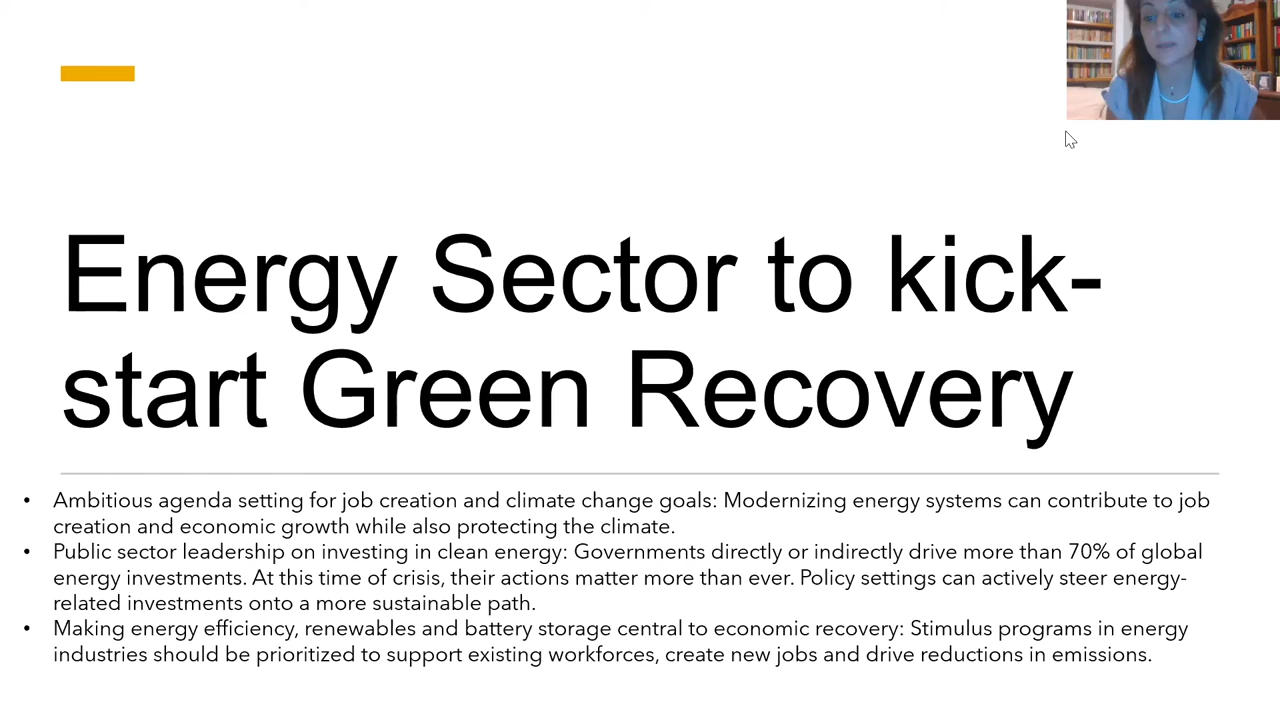 Energy Sector to kick-
start Green Recovery
• Ambitious agenda setting for job creation and climate change goals: Modernizing energy systems can contribute to job
creation and economic growth while also protecting the climate.
• Public sector leadership on investing in clean energy: Governments directly or indirectly drive more than 70% of global
energy investments. At this time of crisis, their actions matter more than ever. Policy settings can actively steer energy-
related investments onto a more sustainable path.
• Making energy efficiency, renewables and battery storage central to economic recovery: Stimulus programs in energy
industries should be prioritized to support existing workforces, create new jobs and drive reductions in emissions.